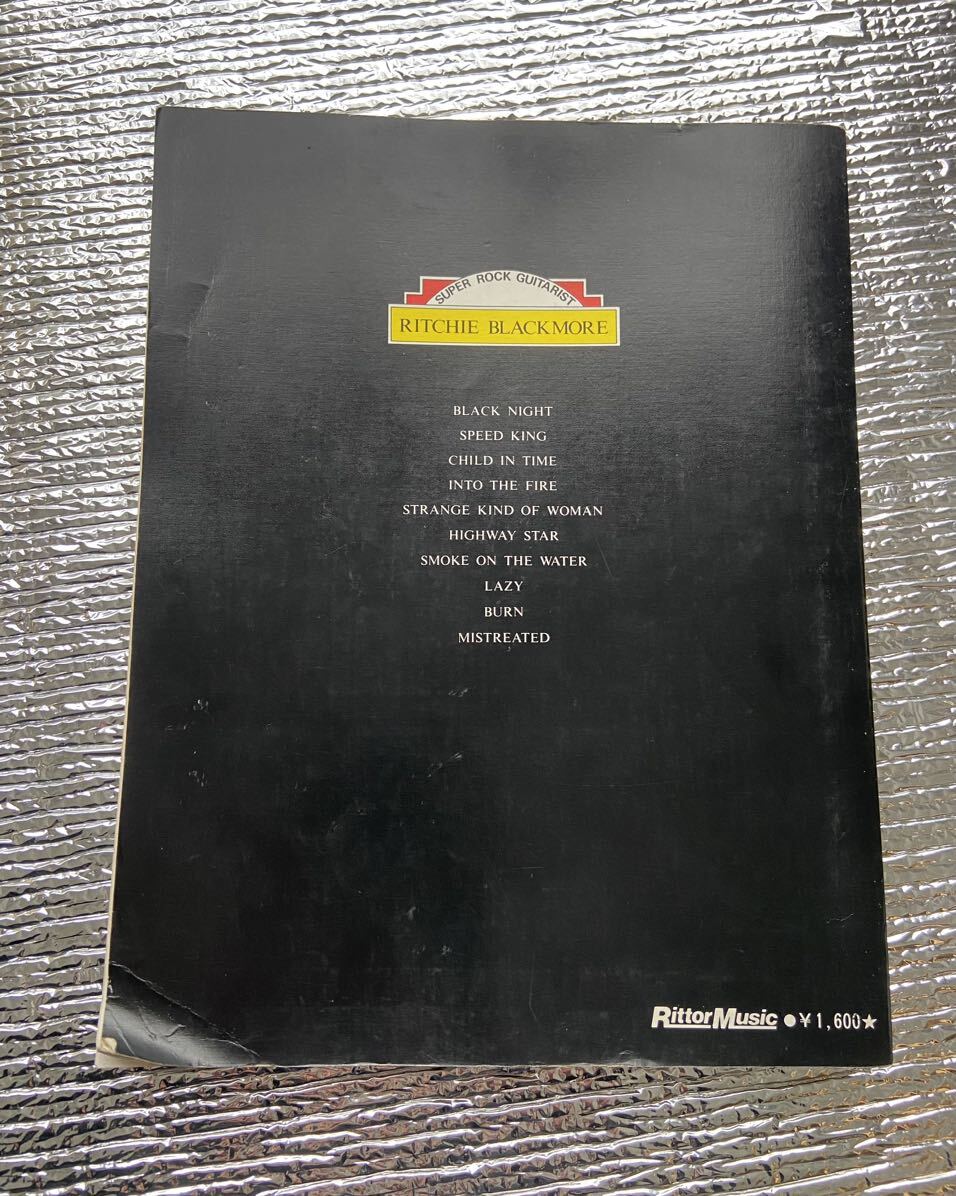 SUPER ROCK GUITARIST
RITCHIE BLACKMORE
BLACK NIGHT
SPEED KING
CHILD IN TIME
INTO THE FIRE
STRANGE KIND OF WOMAN
HIGHWAY STAR
SMOKE ON THE WATER
LAZY
BURN
MISTREATED
RittorMusic ●¥1,600★